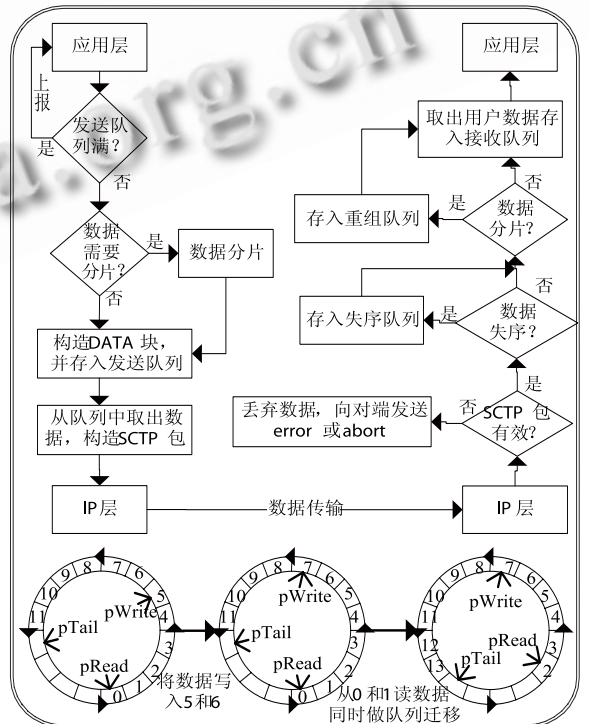 a.org.cn
应用层
上报
发送队
列满?
是
否
数据
需要
分片?
是
数据分片
否
构造DATA 块,
并存入发送队列
从队列中取出数
据, 构造SCTP 包
IP 层
数据传输
应用层
取出用户数据存
入接收队列
否
数据
分片?
是
存入重组队列
否
数据
失序?
是
存入失序队列
是
SCTP 包
有效?
否
丢弃数据, 向对端发送
error 或abort
IP 层
11
10
9
8
7
6
5
4
3
2
1
0
pWrite
pTail
pRead
将数据写
入5和6
11
10
9
8
7
6
5
4
3
2
1
0
pWrite
pTail
pRead
从0 和1读数据
同时做队列迁移
13
12
11
10
9
8
7
6
5
4
3
2
pWrite
pRead
pTail